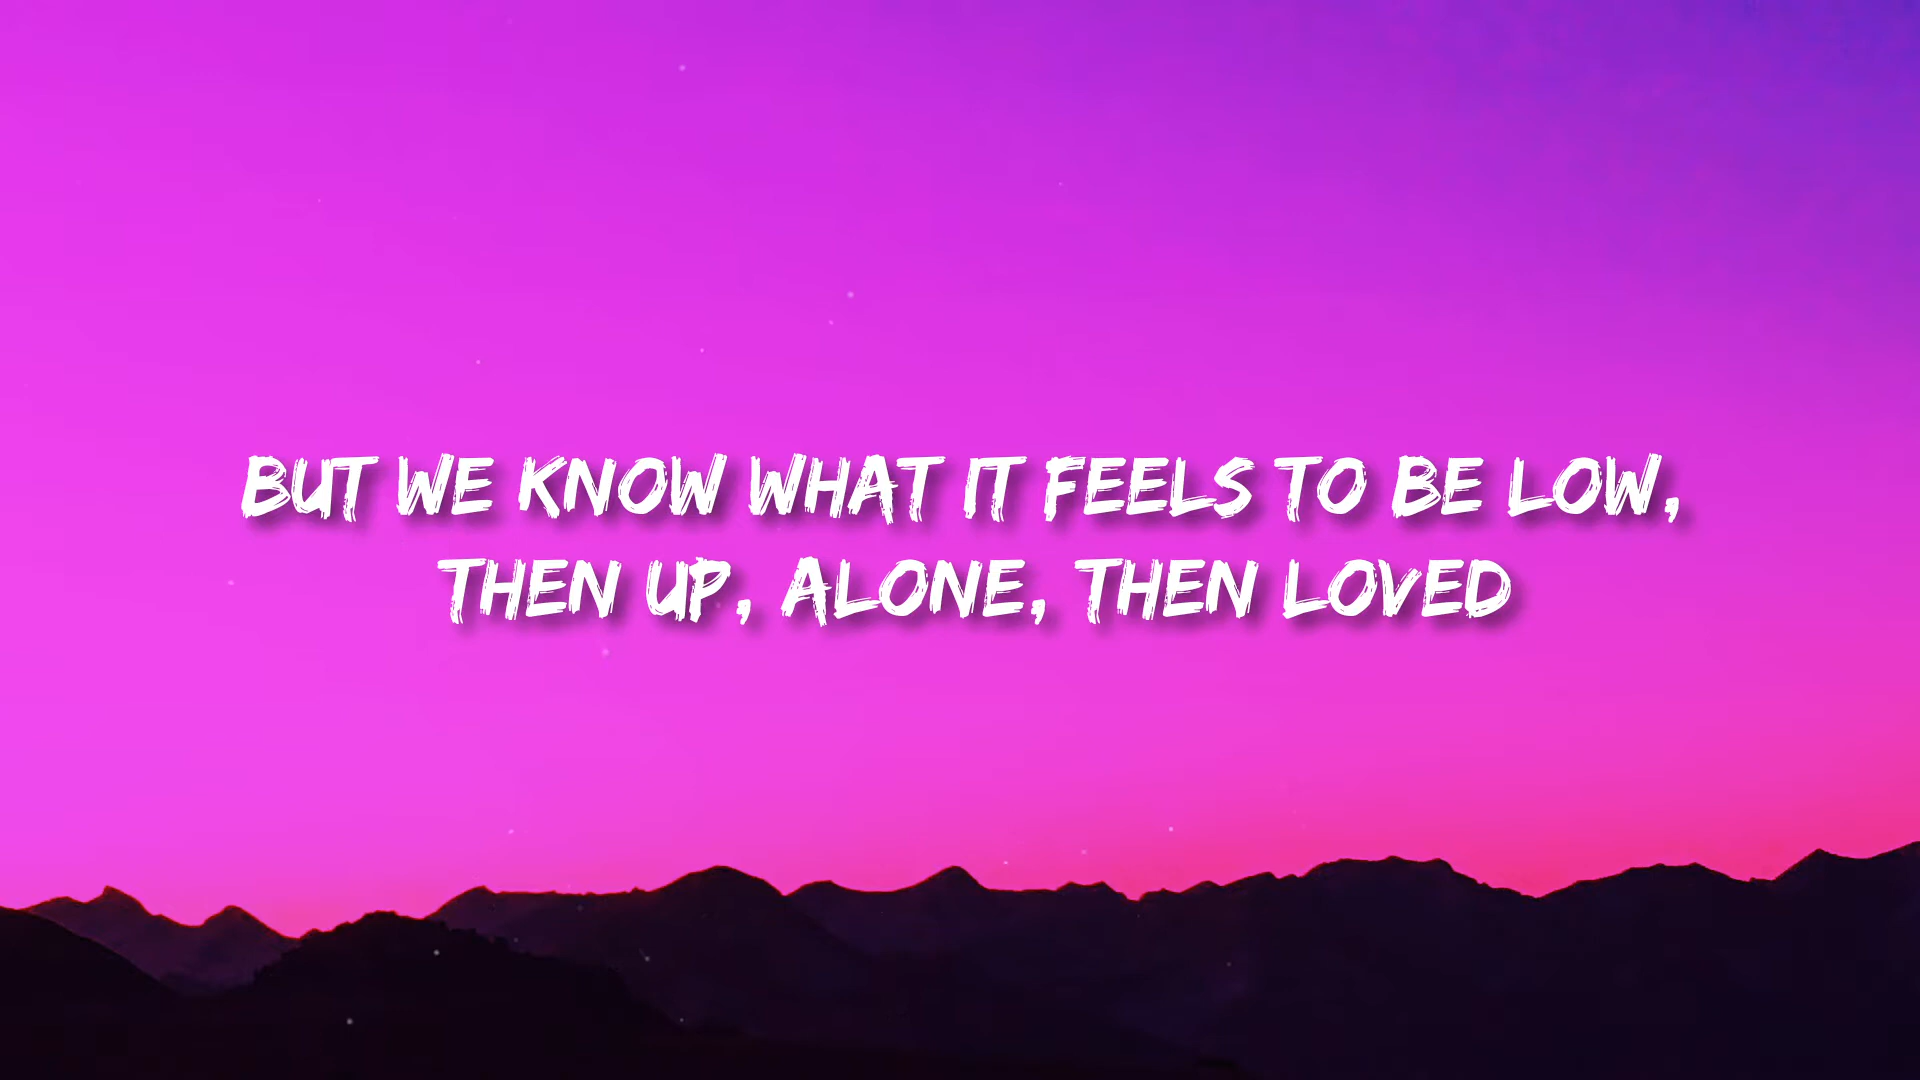 BUT WE KNOW WHAT IT FEELS TO BE LOW,
THEN UP, ALONE, THEN LOVED